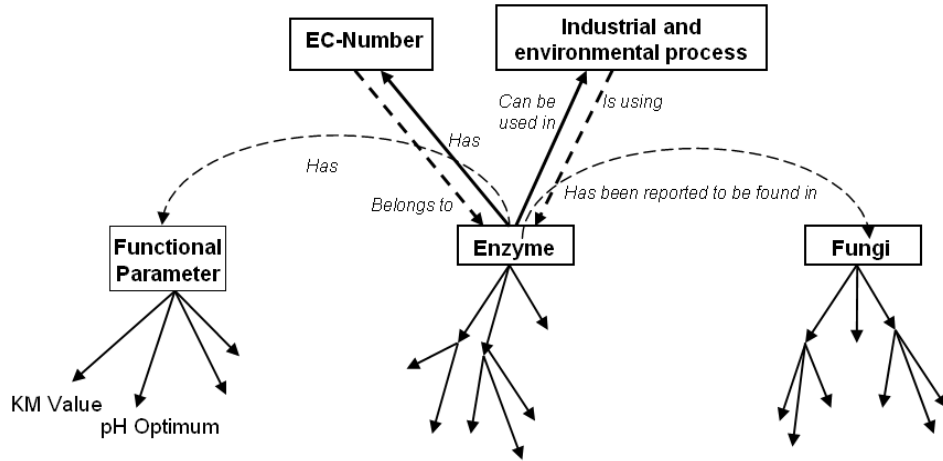 EC-Number
Industrial and
environmental process
Can be
used in
Is using
Has
Has
Belongs to
Has been reported to be found in
Functional
Parameter
Enzyme
Fungi
KM Value
pH Optimum